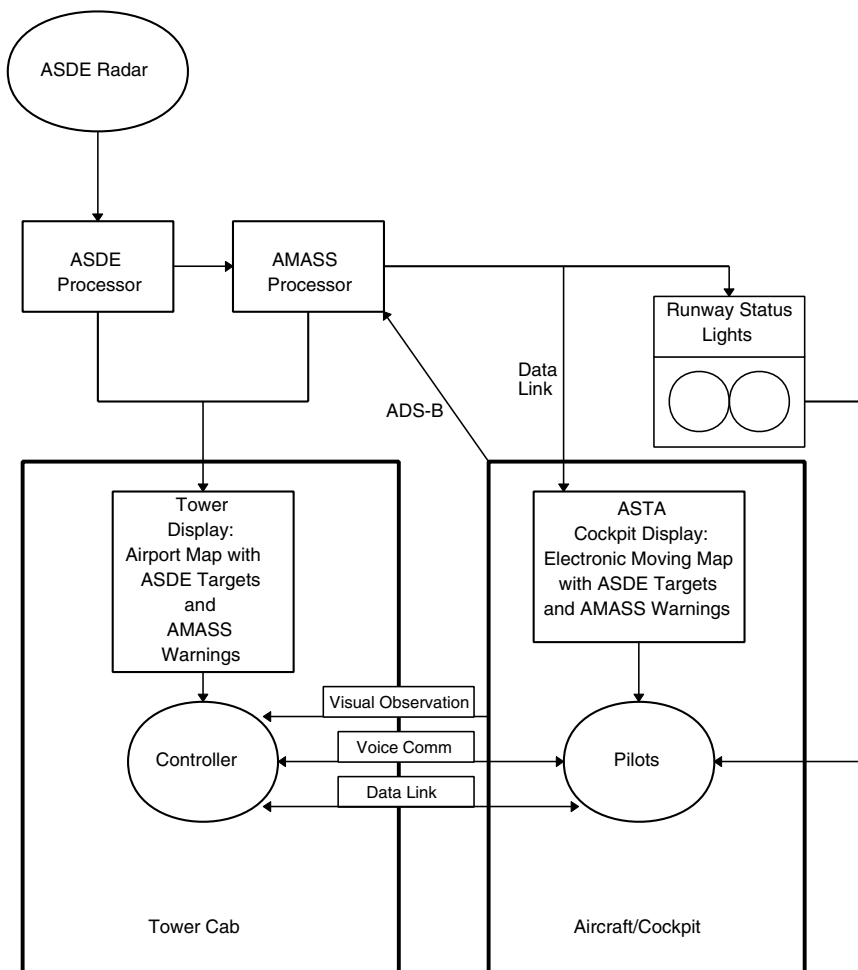 ASDE Radar
ASDE
Processor
AMASS
Processor
Runway Status
Lights
Data
Link
ADS-B
Tower
Display:
Airport Map with
ASDE Targets
and
AMASS
Warnings
ASTA
Cockpit Display:
Electronic Moving Map
with ASDE Targets
and AMASS Warnings
Visual Observation
Controller
Voice Comm
Pilots
Data Link
Tower Cab
Aircraft/Cockpit